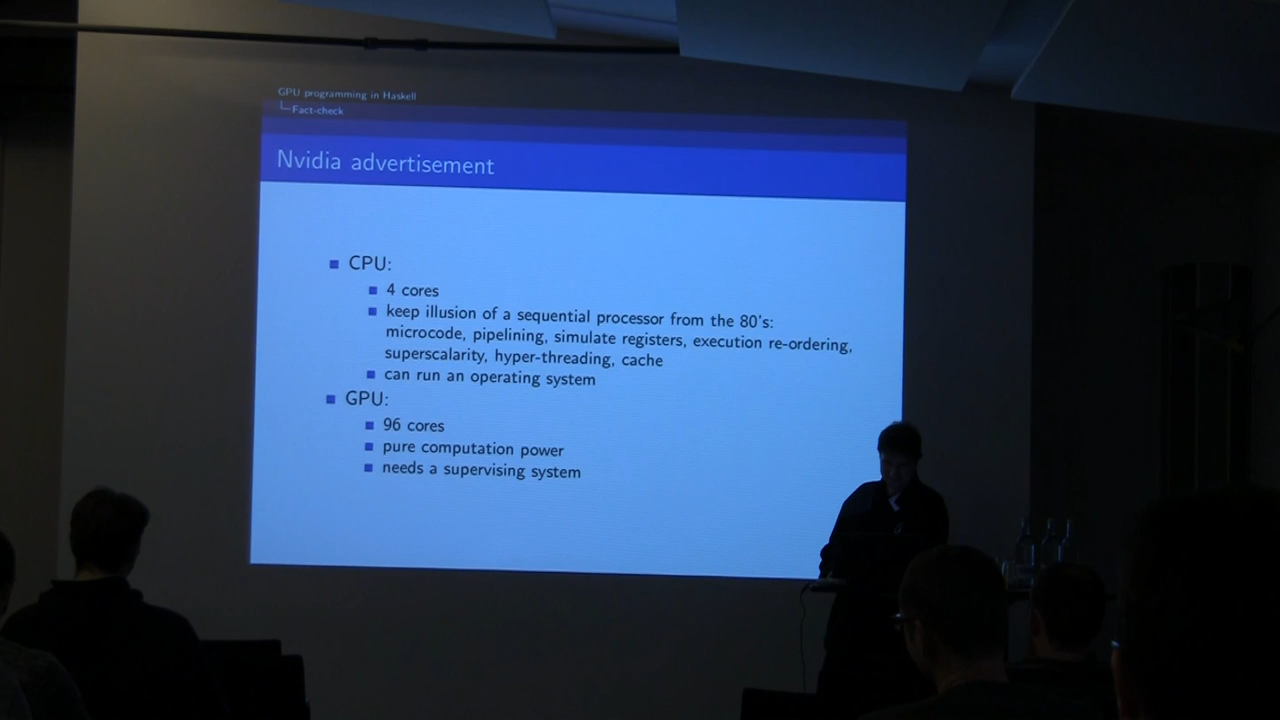 GPU programming in Haskell
Fact-check
Nvidia advertisement
CPU:
4 cores
keep illusion of a sequential processor from the 80's:
microcode, pipelining, simulate registers, execution re-ordering,
superscalarity, hyper-threading, cache
can run an operating system
GPU:
96 cores
pure computation power
needs a supervising system